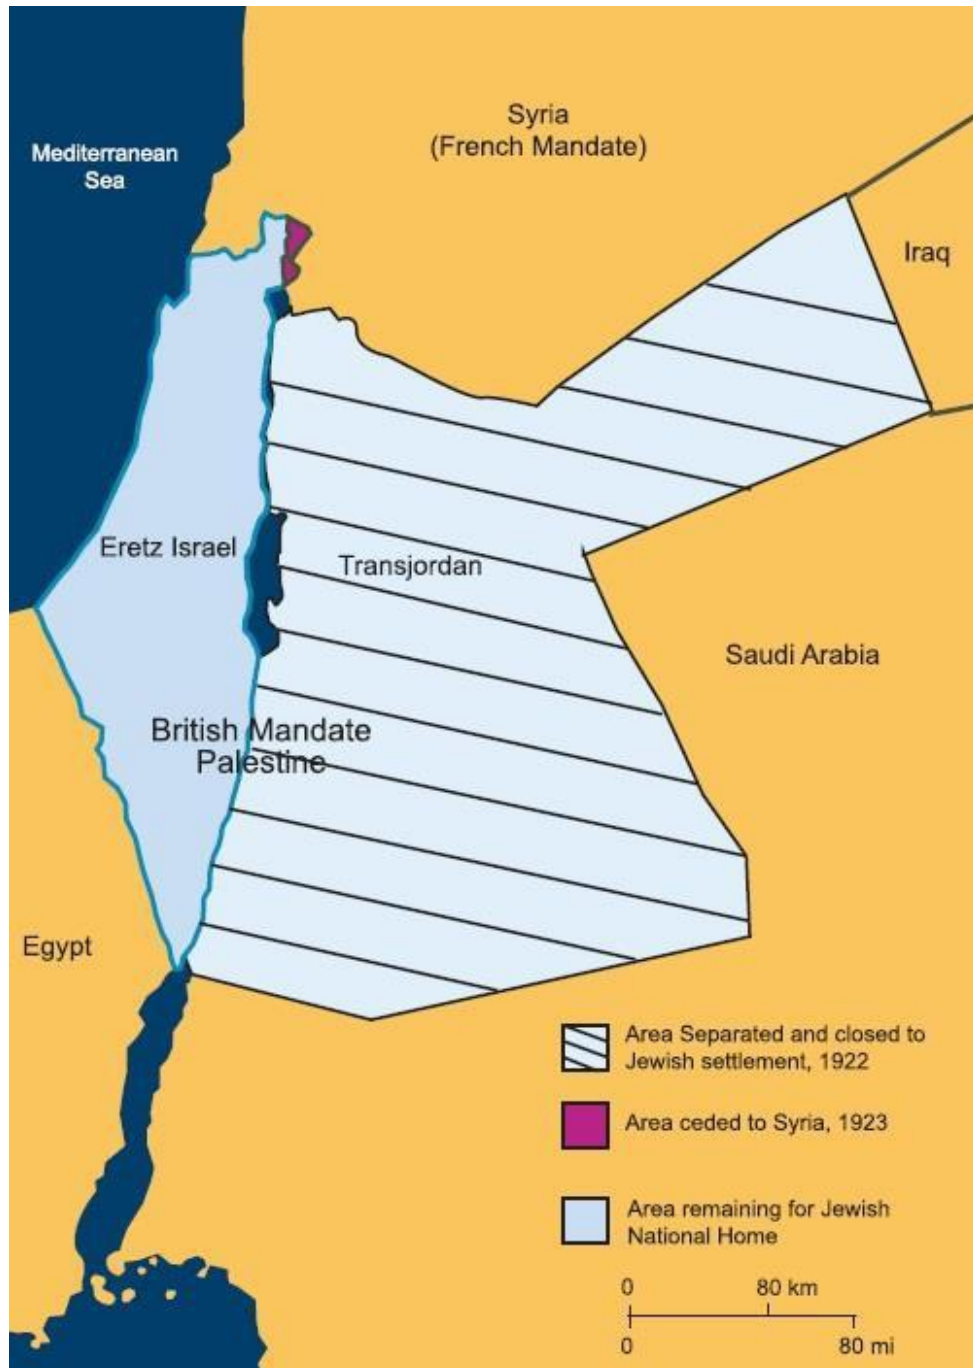 Syria
(French Mandate)
Mediterranean
Sea
Iraq
Eretz Israel
Transjordan
Saudi Arabia
British Mandate
Palestine
Egypt
Area Separated and closed to
Jewish settlement, 1922
Area ceded to Syria, 1923
Area remaining for Jewish
National Home
0 80 km
0 80 mi